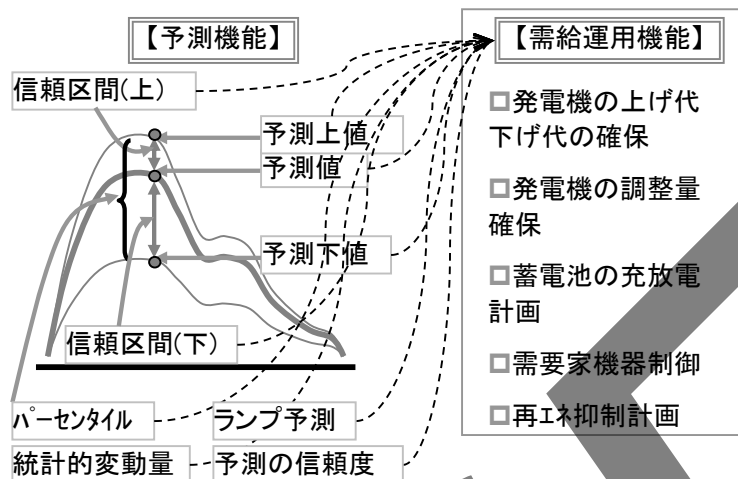 【予測機能】
信頼区間(上)
予測上値
予測値
予測下値
信頼区間(下)
ﾊﾟｰセンタイル
ランプ予測
統計的変動量
予測の信頼度
【需給運用機能】
□発電機の上げ代
下げ代の確保
□発電機の調整量
確保
□蓄電池の充放電
計画
□需要家機器制御
□再ｴﾈ抑制計画